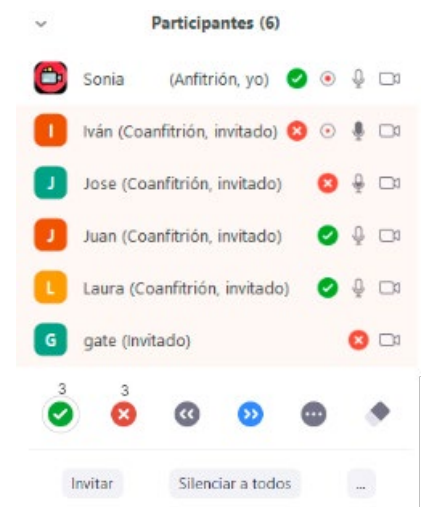 Participantes (6)
Sonia (Anfitrión, yo)
I Iván (Coanfitrión, invitado)
J Jose (Coanfitrión, invitado)
J Juan (Coanfitrión, invitado)
L Laura (Coanfitrión, invitado)
G gate (Invitado)
3 3
Invitar Silenciar a todos ...